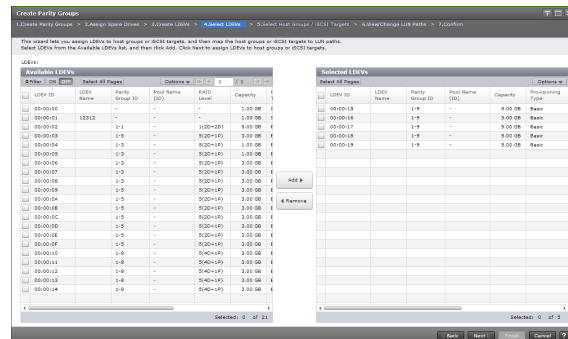 Create Parity Groups
1.Create Parity Groups > 2.Assign Spare Drives > 3.Create LDEVs > 4.Select LDEVs > 5.Select Host Groups / iSCSI Targets > 6.View/Change LUN Paths > 7.Confirm
This wizard lets you assign LDEVs to host groups or iSCSI targets, and then map the host groups or iSCSI targets to LUN paths.
Select LDEVs from the Available LDEVs list, and then click Add. Click Next to assign LDEVs to host groups or iSCSI targets.
LDEVs:
Available LDEVs
Filter ON OFF Select All Pages Options 1 / 1
LDEV ID LDEV Name Parity Group ID Pool Name (ID) RAID Level Capacity
00:00:00 - - - 1.00 GB
00:00:01 12312 - - - 1.00 GB
00:00:02 1-1 - 1(2D+2D) 9.00 GB
00:00:03 1-5 - 5(2D+1P) 3.00 GB
00:00:04 1-3 - 5(2D+1P) 1.00 GB
00:00:05 1-3 - 5(2D+1P) 1.00 GB
00:00:06 1-3 - 5(2D+1P) 3.00 GB
00:00:07 1-3 - 5(2D+1P) 3.00 GB
00:00:08 1-3 - 5(2D+1P) 3.00 GB
00:00:09 1-5 - 5(2D+1P) 3.00 GB
00:00:0A 1-5 - 5(2D+1P) 3.00 GB
00:00:0B 1-5 - 5(2D+1P) 3.00 GB
00:00:0C 1-5 - 5(2D+1P) 3.00 GB
00:00:0D 1-5 - 5(2D+1P) 3.00 GB
00:00:0E 1-5 - 5(2D+1P) 3.00 GB
00:00:0F 1-5 - 5(2D+1P) 3.00 GB
00:00:10 1-8 - 5(4D+1P) 3.00 GB
00:00:11 1-8 - 5(4D+1P) 3.00 GB
00:00:12 1-8 - 5(4D+1P) 3.00 GB
00:00:13 1-8 - 5(4D+1P) 3.00 GB
00:00:14 1-8 - 5(4D+1P) 3.00 GB
Selected: 0 of 21
Add
Remove
Selected LDEVs
Select All Pages Options
LDEV ID LDEV Name Parity Group ID Pool Name (ID) Capacity Provisioning Type
00:00:15 1-9 - 5.00 GB Basic
00:00:16 1-9 - 5.00 GB Basic
00:00:17 1-9 - 5.00 GB Basic
00:00:18 1-9 - 5.00 GB Basic
00:00:19 1-9 - 5.00 GB Basic
Selected: 0 of 5
Back Next Finish Cancel ?